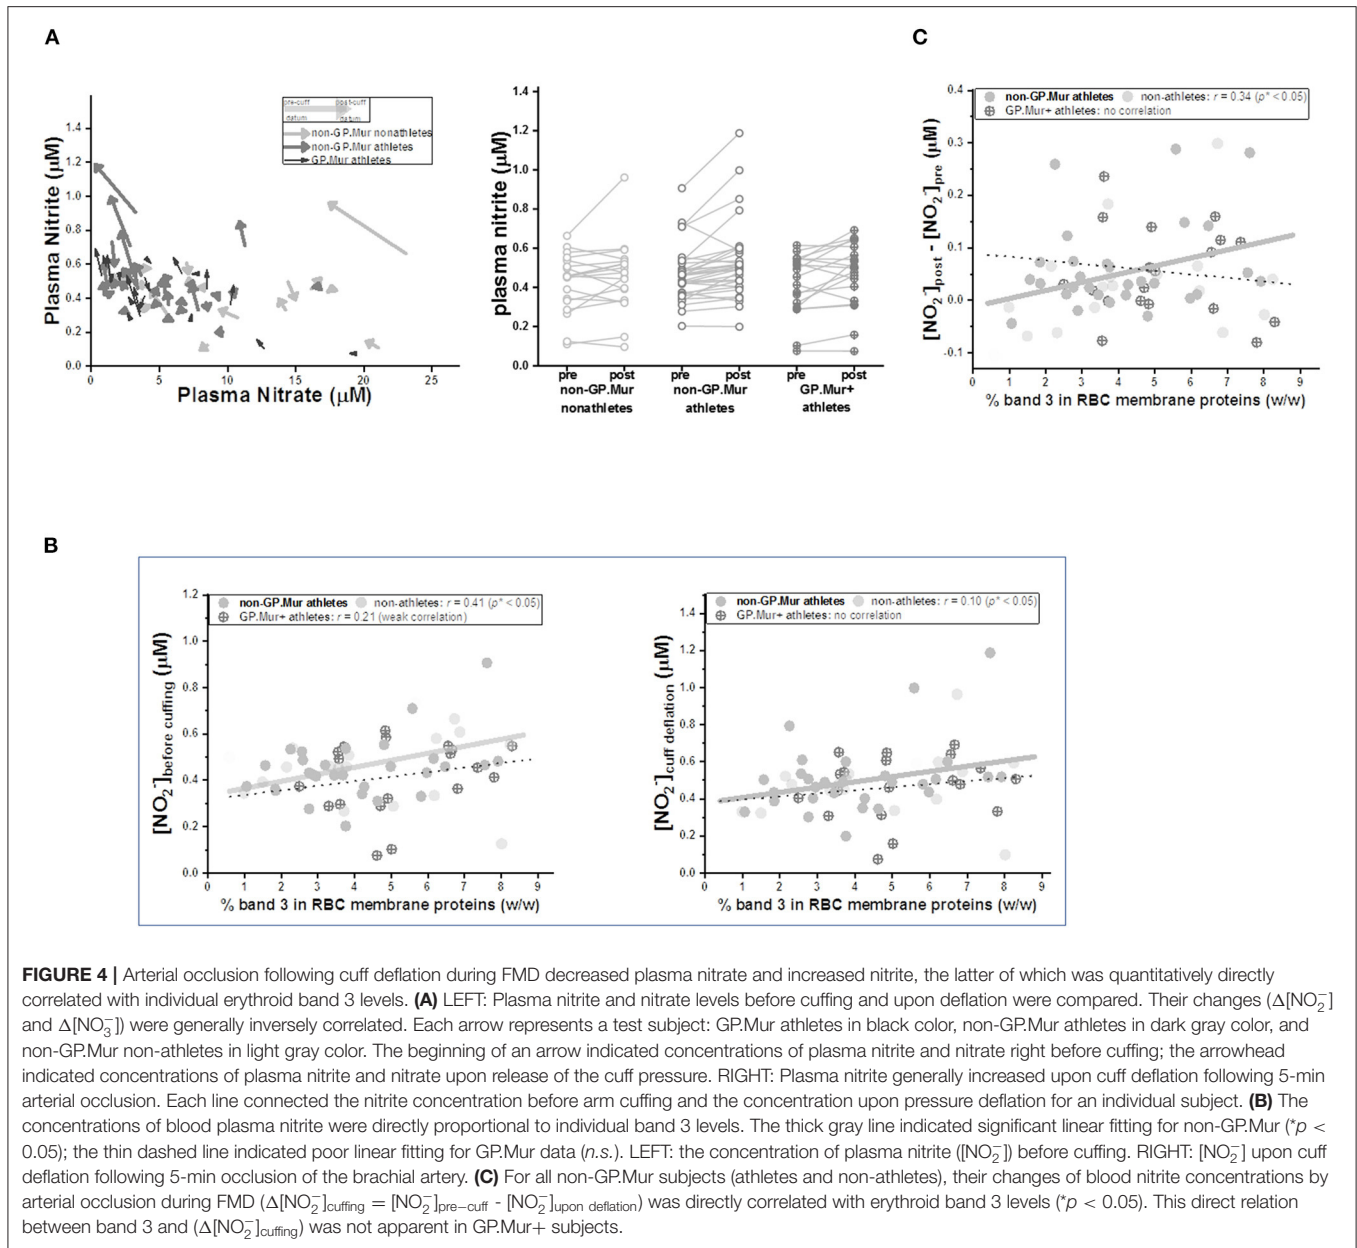 A
pre-cuff post-cuff
datum datum
non-GP.Mur nonathletes
non-GP.Mur athletes
GP.Mur athletes
Plasma Nitrite (µM)
1.4
1.2
1.0
0.8
0.6
0.4
0.2
0.0
0 5 10 15 20 25
Plasma Nitrate (µM)
plasma nitrite (µM)
1.4
1.2
1.0
0.8
0.6
0.4
0.2
0.0
pre post pre post pre post
non-GP.Mur non-GP.Mur GP.Mur+
nonathletes athletes athletes
C
non-GP.Mur athletes non-athletes: r = 0.34 (p* < 0.05)
GP.Mur+ athletes: no correlation
[NO₂⁻]post - [NO₂⁻]pre (µM)
0.4
0.3
0.2
0.1
0.0
-0.1
0 1 2 3 4 5 6 7 8 9
% band 3 in RBC membrane proteins (w/w)
B
non-GP.Mur athletes non-athletes: r = 0.41 (p* < 0.05)
GP.Mur+ athletes: r = 0.21 (weak correlation)
[NO₂⁻]before cuffing (µM)
1.2
1.0
0.8
0.6
0.4
0.2
0.0
0 1 2 3 4 5 6 7 8 9
% band 3 in RBC membrane proteins (w/w)
non-GP.Mur athletes non-athletes: r = 0.10 (p* < 0.05)
GP.Mur+ athletes: no correlation
[NO₂⁻]cuff deflation (µM)
1.4
1.2
1.0
0.8
0.6
0.4
0.2
0.0
0 1 2 3 4 5 6 7 8 9
% band 3 in RBC membrane proteins (w/w)
FIGURE 4 | Arterial occlusion following cuff deflation during FMD decreased plasma nitrate and increased nitrite, the latter of which was quantitatively directly
correlated with individual erythroid band 3 levels. (A) LEFT: Plasma nitrite and nitrate levels before cuffing and upon deflation were compared. Their changes (Δ[NO₂⁻]
and Δ[NO₃⁻]) were generally inversely correlated. Each arrow represents a test subject: GP.Mur athletes in black color, non-GP.Mur athletes in dark gray color, and
non-GP.Mur non-athletes in light gray color. The beginning of an arrow indicated concentrations of plasma nitrite and nitrate right before cuffing; the arrowhead
indicated concentrations of plasma nitrite and nitrate upon release of the cuff pressure. RIGHT: Plasma nitrite generally increased upon cuff deflation following 5-min
arterial occlusion. Each line connected the nitrite concentration before arm cuffing and the concentration upon pressure deflation for an individual subject. (B) The
concentrations of blood plasma nitrite were directly proportional to individual band 3 levels. The thick gray line indicated significant linear fitting for non-GP.Mur (*p <
0.05); the thin dashed line indicated poor linear fitting for GP.Mur data (n.s.). LEFT: the concentration of plasma nitrite ([NO₂⁻]) before cuffing. RIGHT: [NO₂⁻] upon cuff
deflation following 5-min occlusion of the brachial artery. (C) For all non-GP.Mur subjects (athletes and non-athletes), their changes of blood nitrite concentrations by
arterial occlusion during FMD (Δ[NO₂⁻]cuffing = [NO₂⁻]pre−cuff - [NO₂⁻]upon deflation) was directly correlated with erythroid band 3 levels (*p < 0.05). This direct relation
between band 3 and (Δ[NO₂⁻]cuffing) was not apparent in GP.Mur+ subjects.